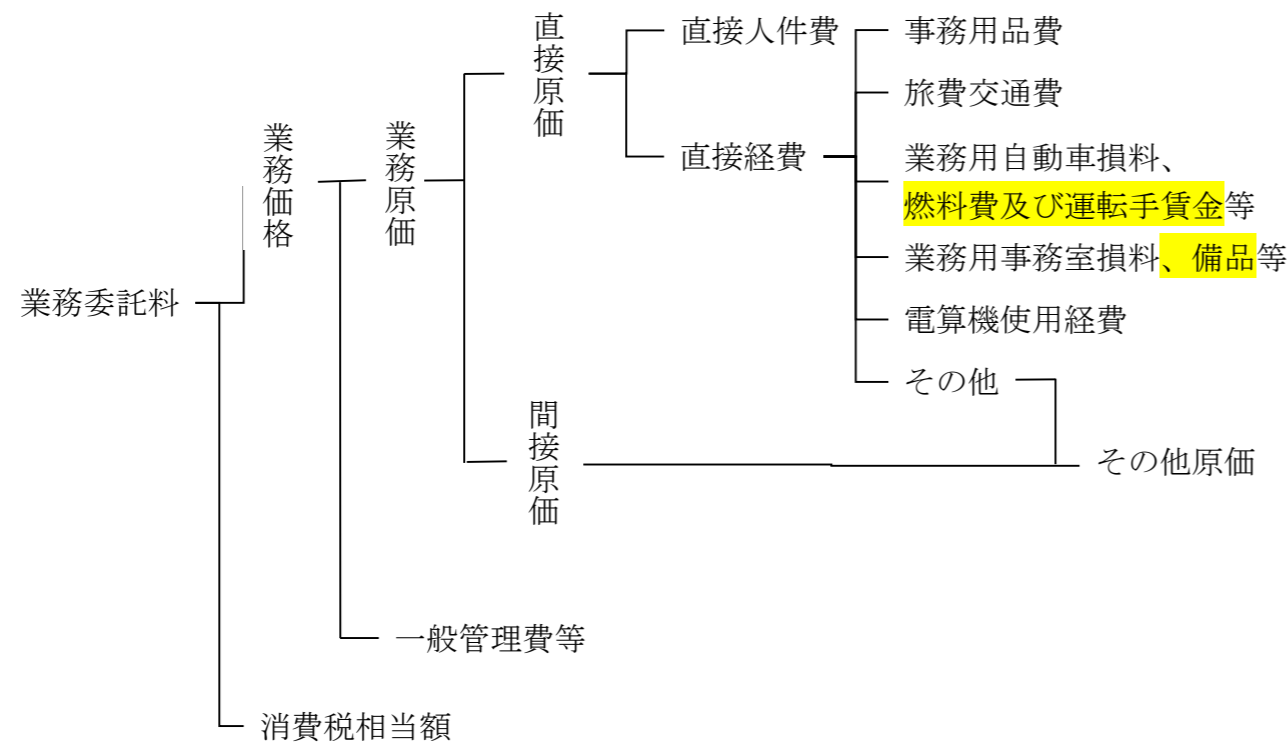 業務委託料
業務価格
業務原価
直接原価
直接人件費
直接経費
事務用品費
旅費交通費
業務用自動車損料、
燃料費及び運転手賃金等
業務用事務室損料、備品等
電算機使用経費
その他
間接原価
その他原価
一般管理費等
消費税相当額